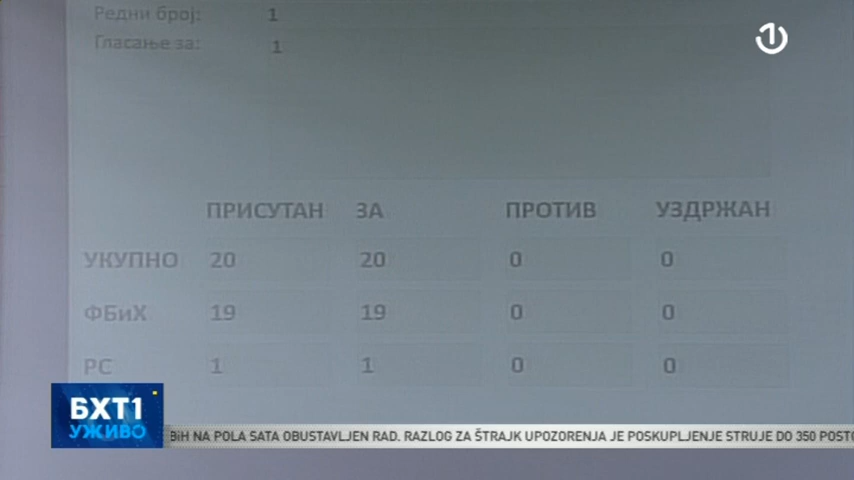 Редни број: 1
Гласање за: 1
ПРИСУТАН ЗА ПРОТИВ УЗДРЖАН
УКУПНО 20 20 0 0
ФБиХ 19 19 0 0
РС 1 1 0 0
БХТ1
УЖИВО
BiH NA POLA SATA OBUSTAVLJEN RAD. RAZLOG ZA ŠTRAJK UPOZORENJA JE POSKUPLJENJE STRUJE DO 350 POSTO